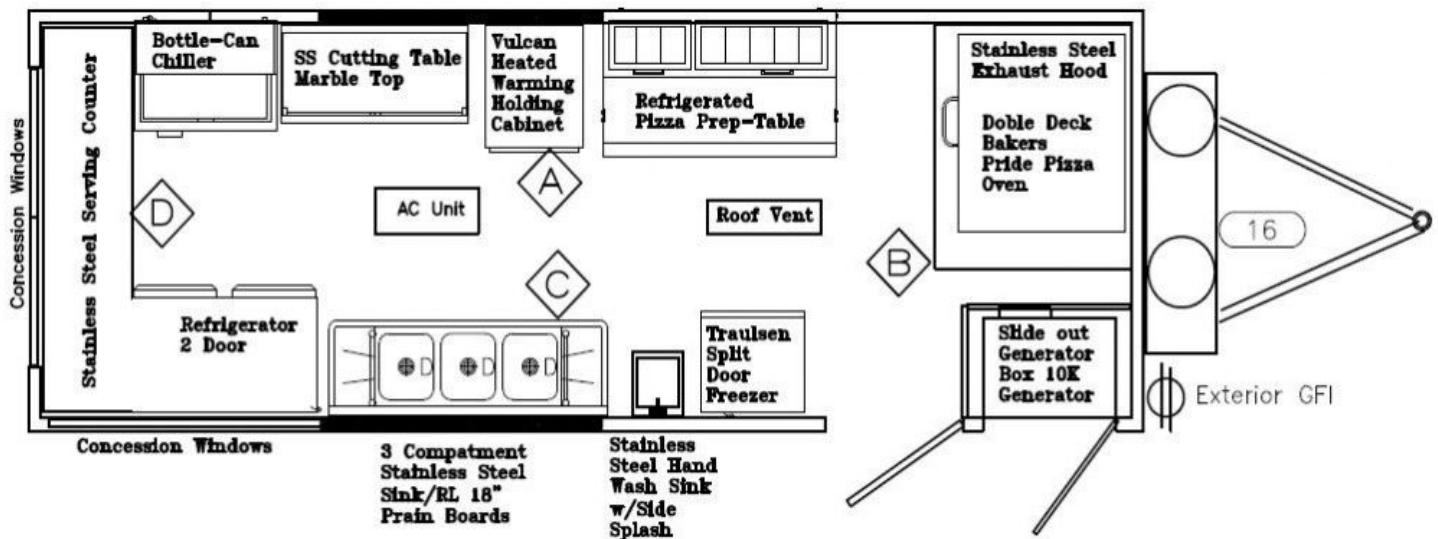 Bottle-Can
Chiller
SS Cutting Table
Marble Top
Vulcan
Heated
Warming
Holding
Cabinet
Refrigerated
Pizza Prep-Table
Stainless Steel
Exhaust Hood
Doble Deck
Bakers
Pride Pizza
Oven
Concession Windows
Stainless Steel Serving Counter
D
AC Unit
A
Roof Vent
B
16
C
Refrigerator
2 Door
D
D
D
Traulsen
Split
Door
Freezer
Slide out
Generator
Box 10K
Generator
Exterior GFI
Concession Windows
3 Compatment
Stainless Steel
Sink/RL 18"
Prain Boards
Stainless
Steel Hand
Wash Sink
w/Side
Splash